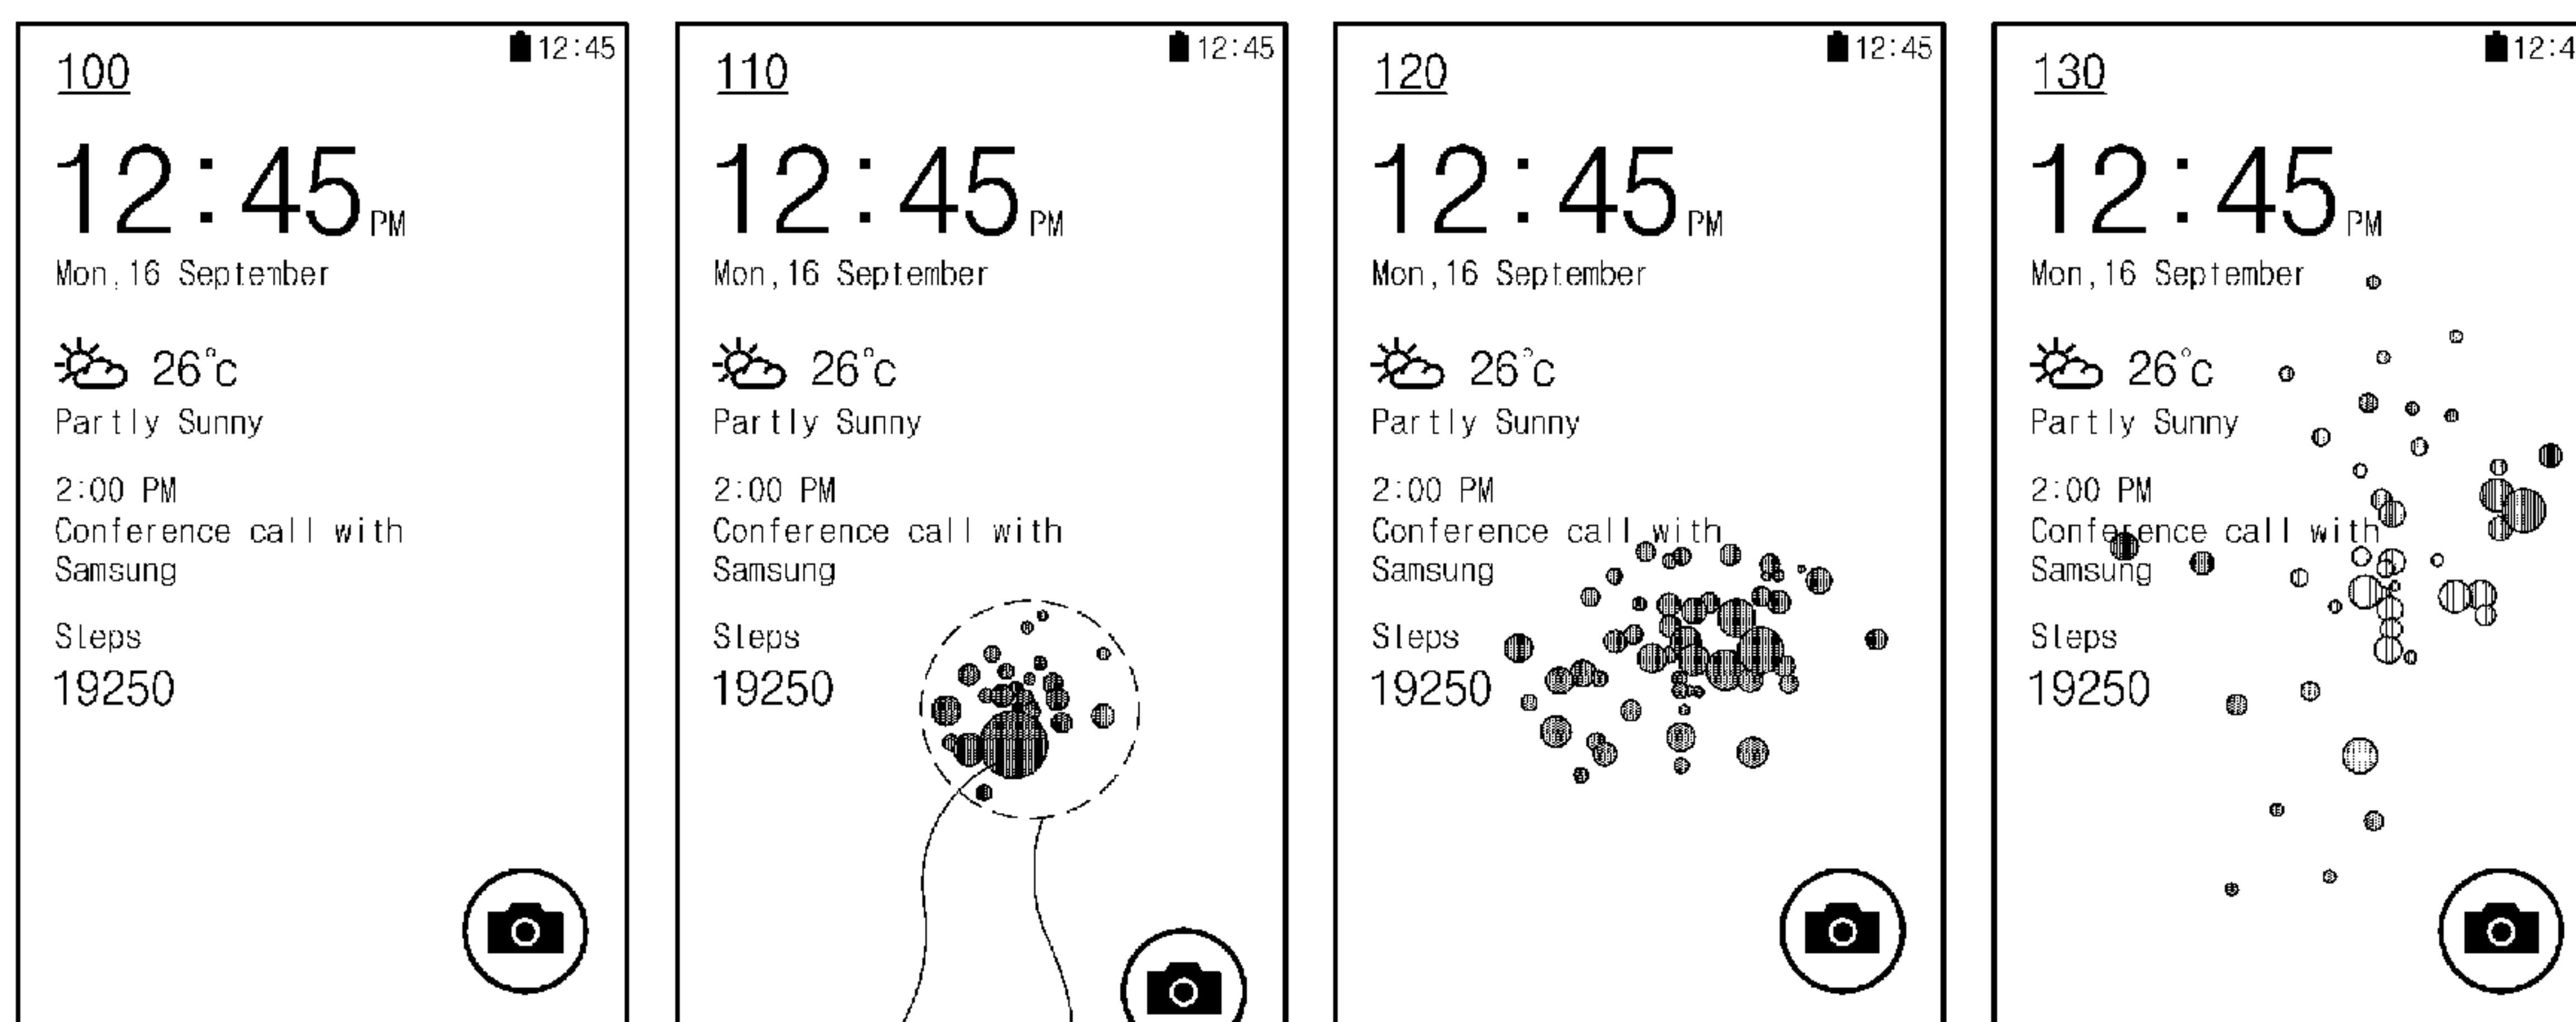 100
12:45
12:45 PM
Mon,16 September
26°c
Partly Sunny
2:00 PM
Conference call with
Samsung
Steps
19250
110
12:45
12:45 PM
Mon,16 September
26°c
Partly Sunny
2:00 PM
Conference call with
Samsung
Steps
19250
120
12:45
12:45 PM
Mon,16 September
26°c
Partly Sunny
2:00 PM
Conference call with
Samsung
Steps
19250
130
12:4
12:45 PM
Mon,16 September
26°c
Partly Sunny
2:00 PM
Conference call with
Samsung
Steps
19250